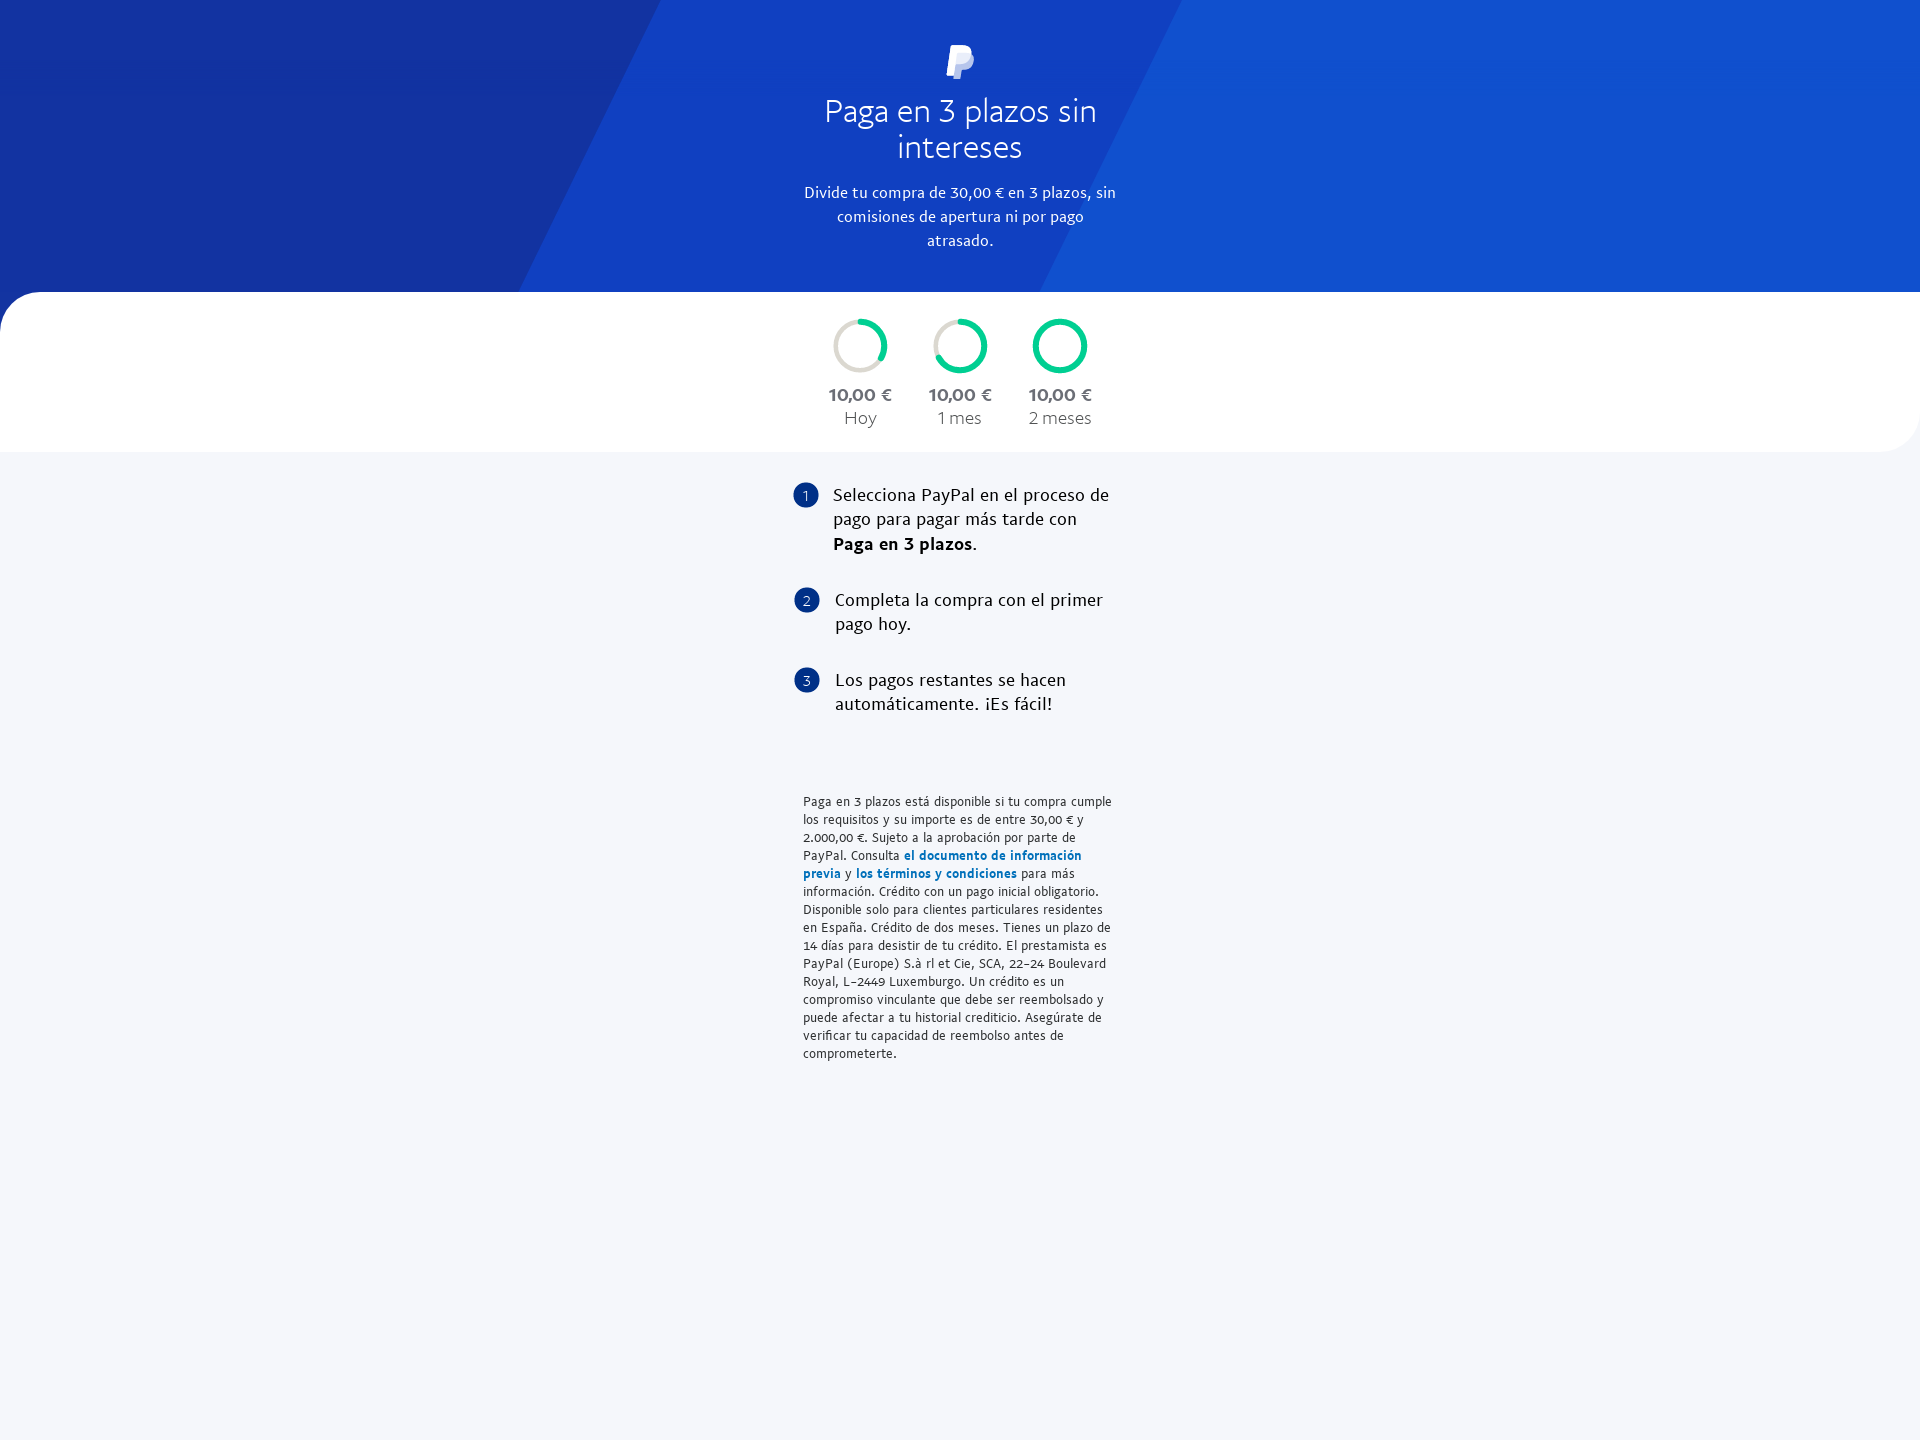 Paga en 3 plazos sin
intereses
Divide tu compra de 30,00 € en 3 plazos, sin
comisiones de apertura ni por pago
atrasado.
10,00 €
Hoy
10,00 €
1 mes
10,00 €
2 meses
1
Selecciona PayPal en el proceso de
pago para pagar más tarde con
Paga en 3 plazos.
2
Completa la compra con el primer
pago hoy.
3
Los pagos restantes se hacen
automáticamente. ¡Es fácil!
Paga en 3 plazos está disponible si tu compra cumple
los requisitos y su importe es de entre 30,00 € y
2.000,00 €. Sujeto a la aprobación por parte de
PayPal. Consulta el documento de información
previa y los términos y condiciones para más
información. Crédito con un pago inicial obligatorio.
Disponible solo para clientes particulares residentes
en España. Crédito de dos meses. Tienes un plazo de
14 días para desistir de tu crédito. El prestamista es
PayPal (Europe) S.à rl et Cie, SCA, 22-24 Boulevard
Royal, L-2449 Luxemburgo. Un crédito es un
compromiso vinculante que debe ser reembolsado y
puede afectar a tu historial crediticio. Asegúrate de
verificar tu capacidad de reembolso antes de
comprometerte.